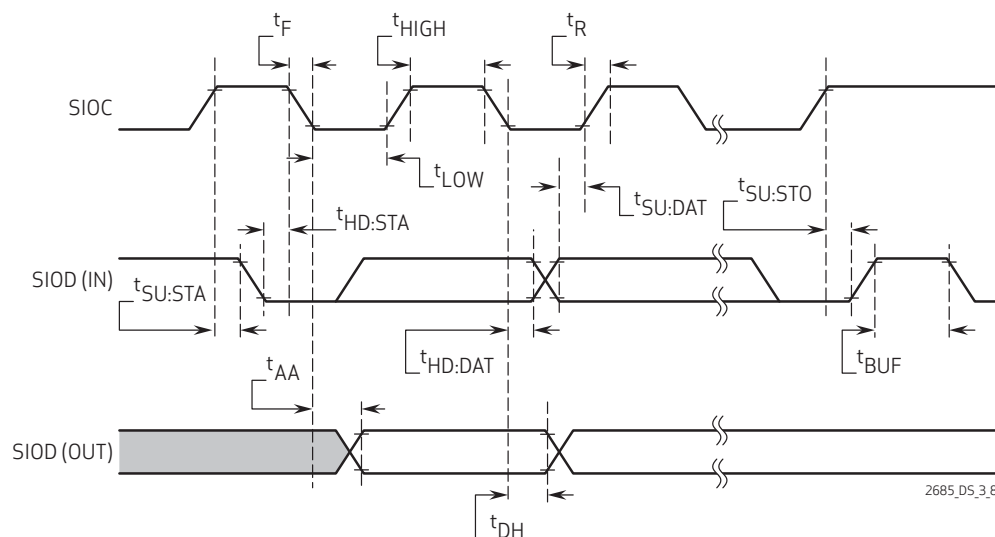 tF
tHIGH
tR
SIOC
tLOW
tSU:DAT
tSU:STO
tHD:STA
SIOD (IN)
tSU:STA
tHD:DAT
tBUF
tAA
SIOD (OUT)
2685_DS_3_8
tDH